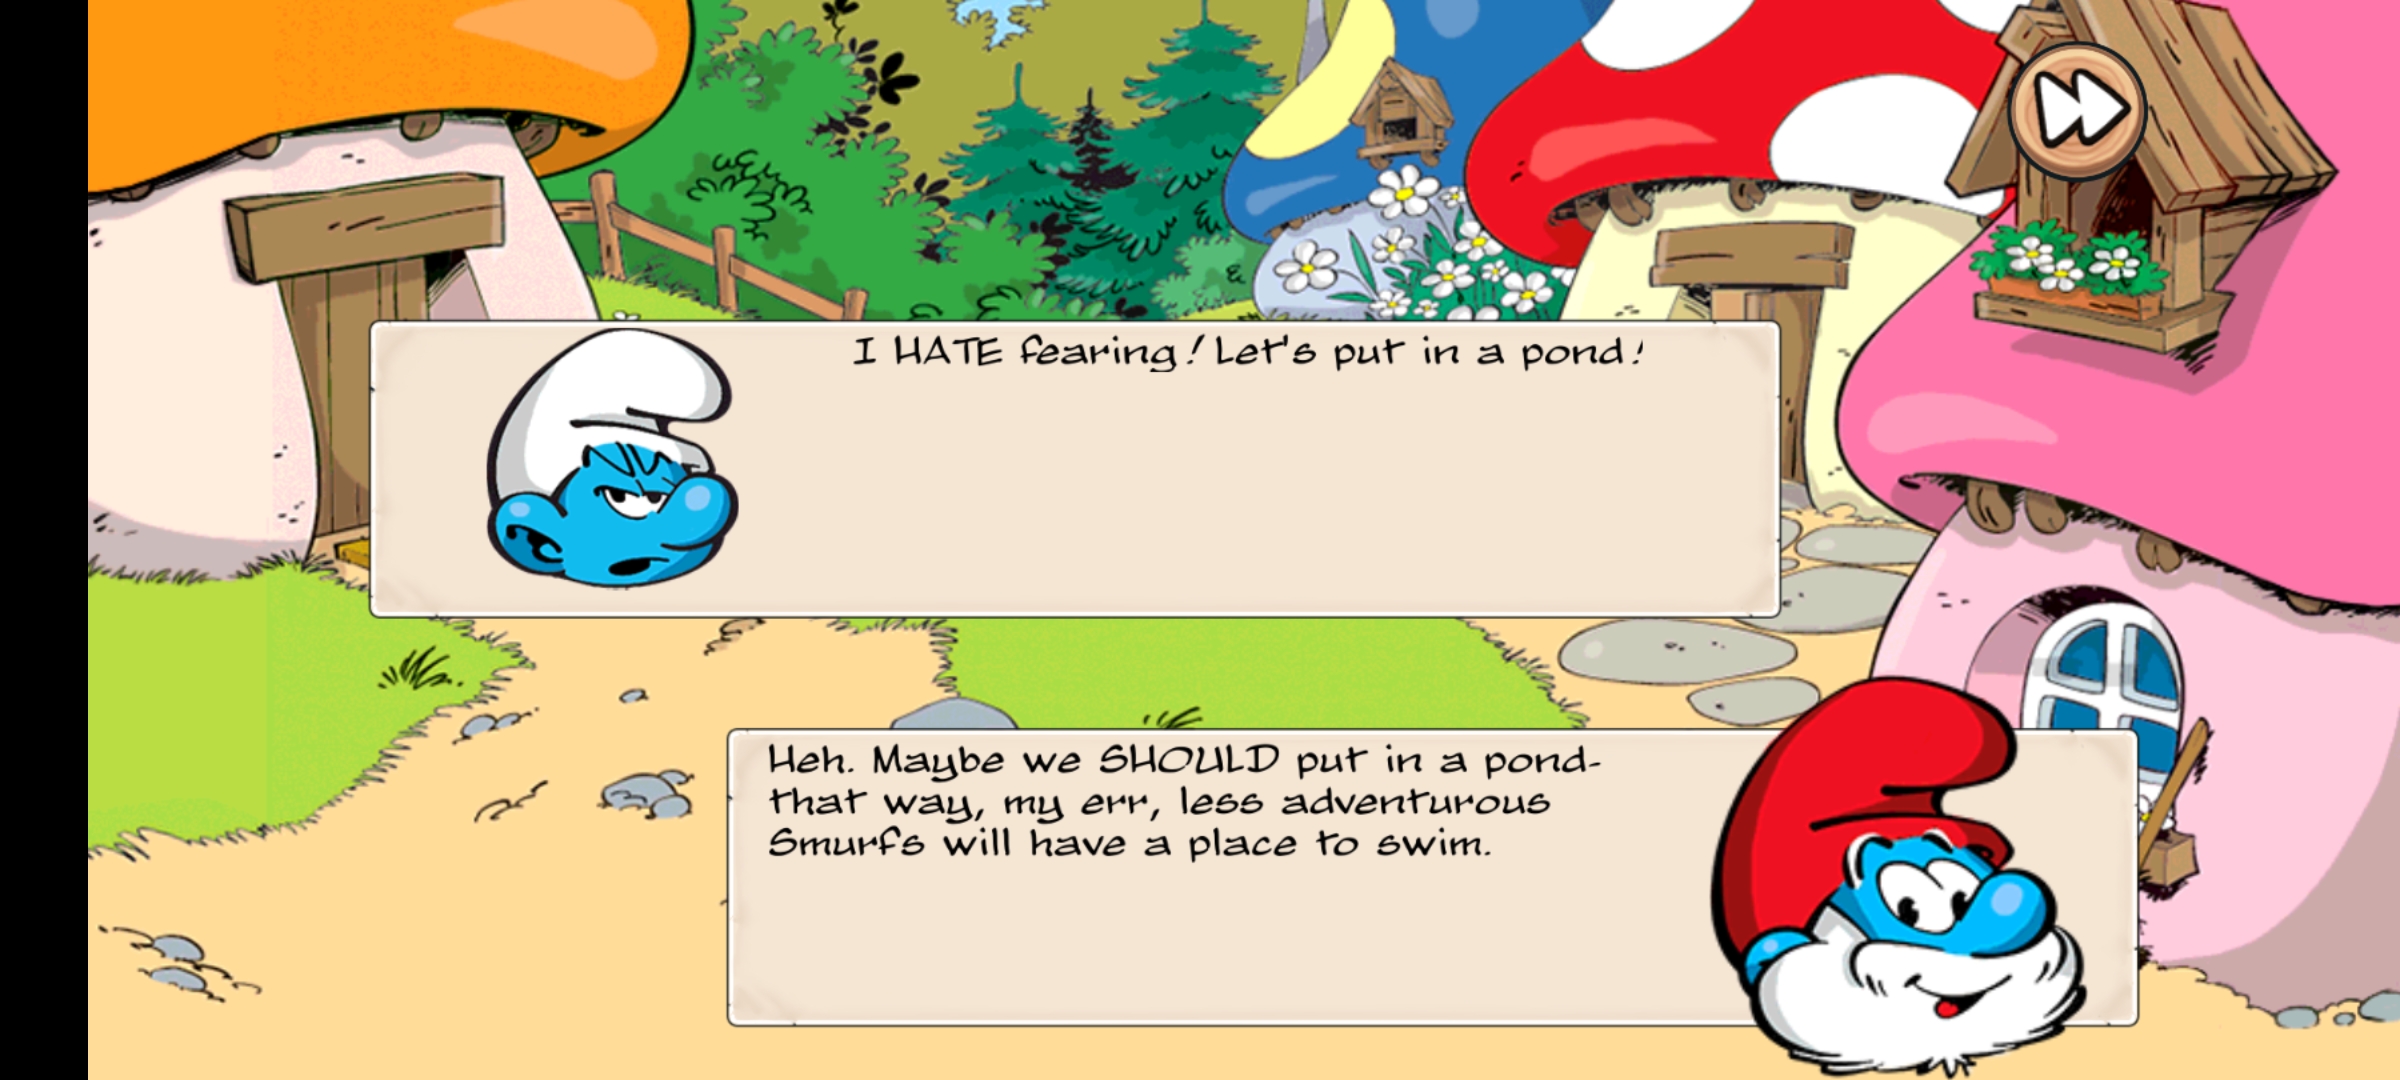 I HATE fearing! Let's put in a pond!
Heh. Maybe we SHOULD put in a pond-
that way, my err, less adventurous
Smurfs will have a place to swim.